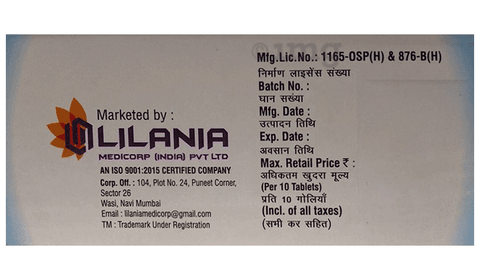 Marketed by :
LILANIA
MEDICORP (INDIA) PVT LTD
AN ISO 9001:2015 CERTIFIED COMPANY
Corp. Off. : 104, Plot No. 24, Puneet Corner,
Sector 26
Wasi, Navi Mumbai
Email : lilaniamedicorp@gmail.com
TM : Trademark Under Registration
Mfg.Lic.No.: 1165-OSP(H) & 876-B(H)
निर्माण लाइसेंस संख्या
Batch No. :
घान सख्या
Mfg. Date :
उत्पादन तिथि
Exp. Date :
अवसान तिथि
Max. Retail Price ₹ :
अधिकतम खुदरा मूल्य
(Per 10 Tablets)
प्रति 10 गोलियाँ
(Incl. of all taxes)
(सभी कर सहित)